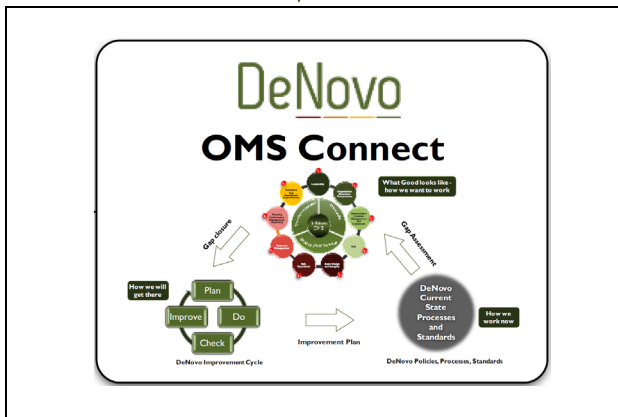 DeNovo
OMS Connect
What Good looks like -
how we want to work
Leadership
Risk
Gap closure
Gap Assessment
How we will
get there
Plan
Improve
Do
Check
DeNovo Improvement Cycle
Improvement Plan
DeNovo
Current
State
Processes
and
Standards
How we
work now
DeNovo Policies, Processes, Standards